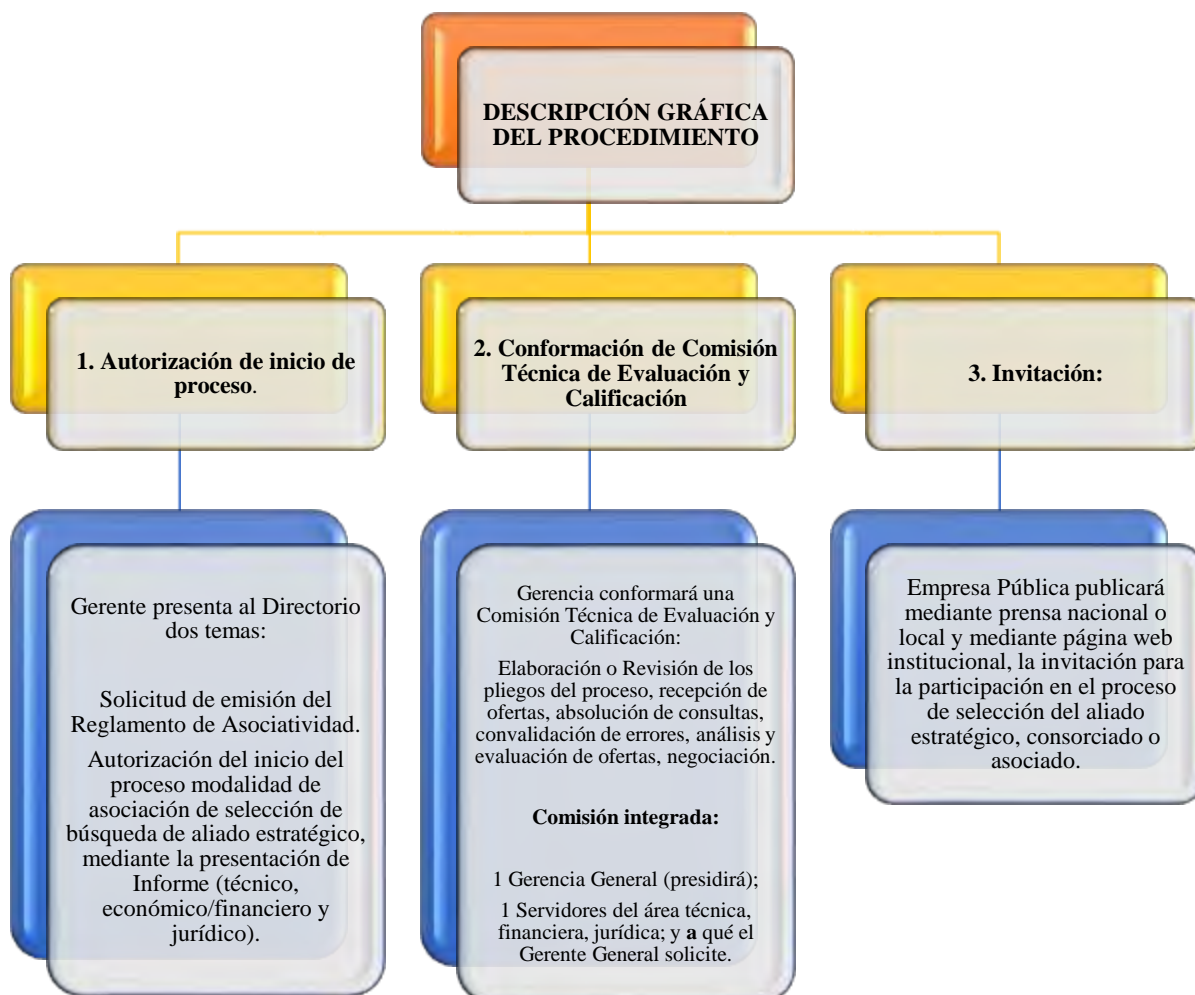 DESCRIPCIÓN GRÁFICA
DEL PROCEDIMIENTO
1. Autorización de inicio de
proceso.
2. Conformación de Comisión
Técnica de Evaluación y
Calificación
3. Invitación:
Gerente presenta al Directorio
dos temas:
Solicitud de emisión del
Reglamento de Asociatividad.
Autorización del inicio del
proceso modalidad de
asociación de selección de
búsqueda de aliado estratégico,
mediante la presentación de
Informe (técnico,
económico/financiero y
jurídico).
Gerencia conformará una
Comisión Técnica de Evaluación y
Calificación:
Elaboración o Revisión de los
pliegos del proceso, recepción de
ofertas, absolución de consultas,
convalidación de errores, análisis y
evaluación de ofertas, negociación.
Comisión integrada:
1 Gerencia General (presidirá);
1 Servidores del área técnica,
financiera, jurídica; y a qué el
Gerente General solicite.
Empresa Pública publicará
mediante prensa nacional o
local y mediante página web
institucional, la invitación para
la participación en el proceso
de selección del aliado
estratégico, consorciado o
asociado.